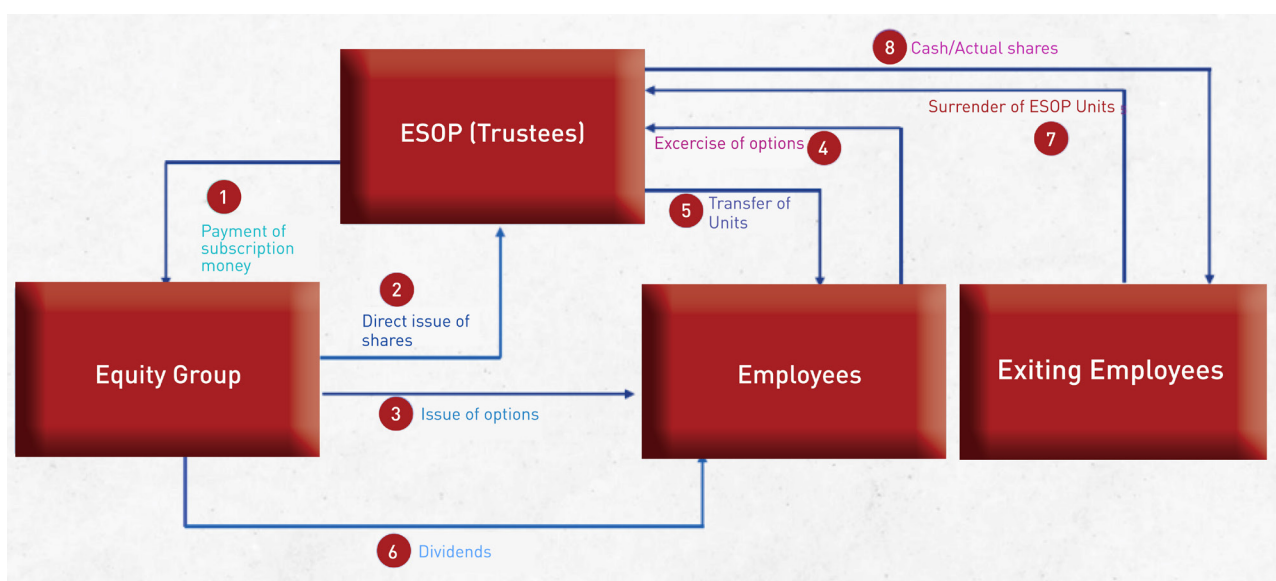 8 Cash/Actual shares
ESOP (Trustees)
Surrender of ESOP Units
7
Excercise of options 4
1
Payment of
subscription
money
5 Transfer of
Units
2
Direct issue of
shares
Equity Group
Employees
Exiting Employees
3 Issue of options
6 Dividends